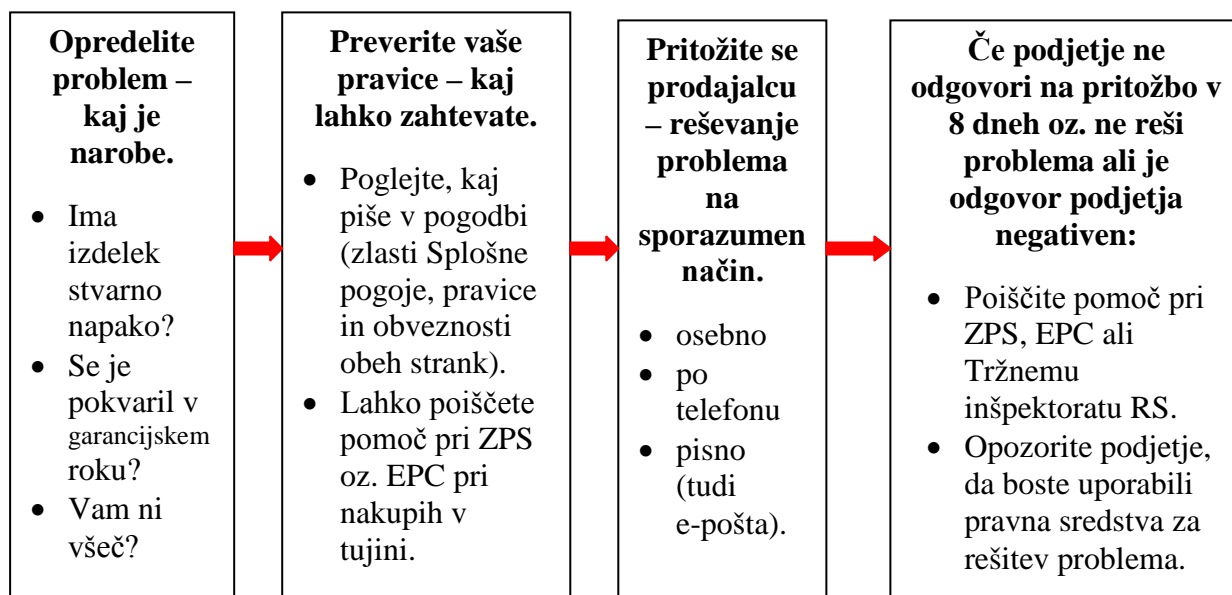 Opredelite
problem –
kaj je
narobe.
• Ima
izdelek
stvarno
napako?
• Se je
pokvaril v
garancijskem
roku?
• Vam ni
všeč?
Preverite vaše
pravice – kaj
lahko zahtevate.
• Poglejte, kaj
piše v pogodbi
(zlasti Splošne
pogoje, pravice
in obveznosti
obeh strank).
• Lahko poiščete
pomoč pri ZPS
oz. EPC pri
nakupih v
tujini.
Pritožite se
prodajalcu
– reševanje
problema
na
sporazumen
način.
• osebno
• po
telefonu
• pisno
(tudi
e-pošta).
Če podjetje ne
odgovori na pritožbo v
8 dneh oz. ne reši
problema ali je
odgovor podjetja
negativen:
• Poiščite pomoč pri
ZPS, EPC ali
Tržnemu
inšpektoratu RS.
• Opozorite podjetje,
da boste uporabili
pravna sredstva za
rešitev problema.